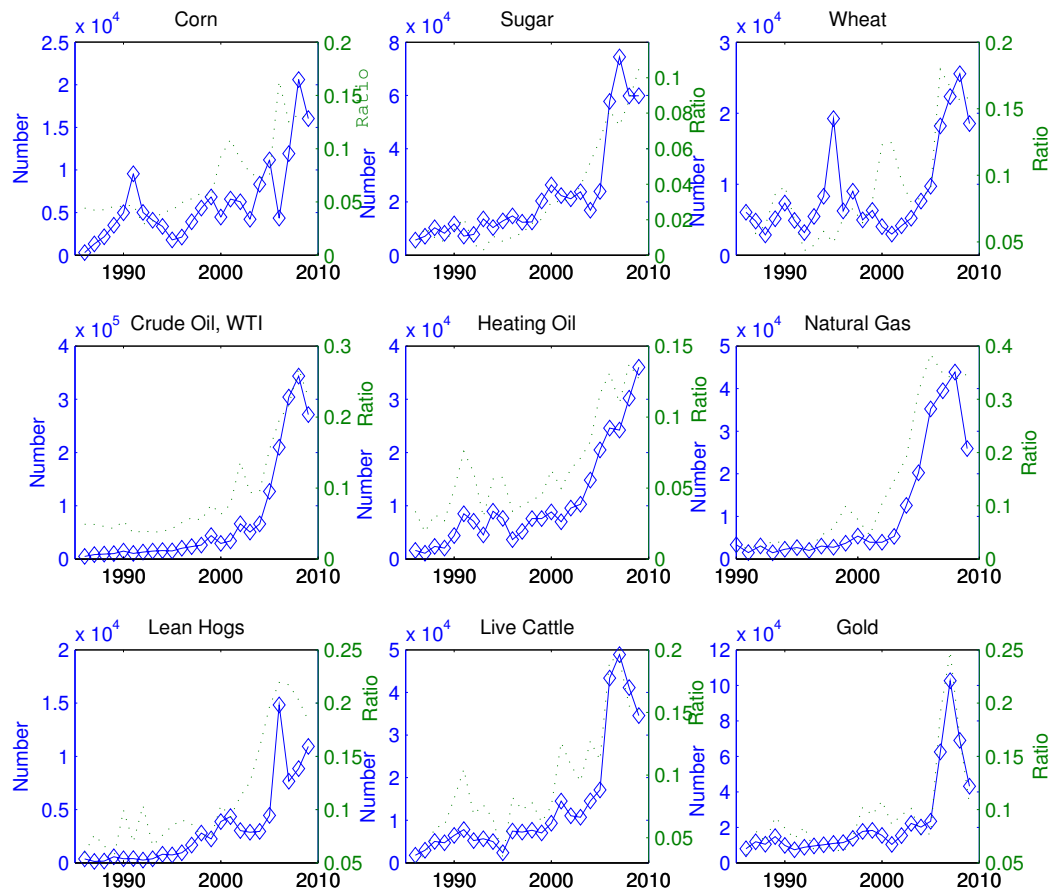 Corn
x 10^4
Number
2.5
2
1.5
1
0.5
0
0.2
0.15
0.1
0.05
0
Ratio
1990 2000 2010
Sugar
x 10^4
Number
8
6
4
2
0
0.1
0.08
0.06
0.04
0.02
0
Ratio
1990 2000 2010
Wheat
x 10^4
Number
3
2
1
0
0.2
0.15
0.1
0.05
Ratio
1990 2000 2010
Crude Oil, WTI
x 10^5
Number
4
3
2
1
0
0.3
0.2
0.1
0
Ratio
1990 2000 2010
Heating Oil
x 10^4
Number
4
3
2
1
0
0.15
0.1
0.05
0
Ratio
1990 2000 2010
Natural Gas
x 10^4
Number
5
4
3
2
1
0
0.4
0.3
0.2
0.1
0
Ratio
1990 2000 2010
Lean Hogs
x 10^4
Number
2
1.5
1
0.5
0
0.25
0.2
0.15
0.1
0.05
Ratio
1990 2000 2010
Live Cattle
x 10^4
Number
5
4
3
2
1
0
0.2
0.15
0.1
0.05
Ratio
1990 2000 2010
Gold
x 10^4
Number
12
10
8
6
4
2
0
0.25
0.2
0.15
0.1
0.05
Ratio
1990 2000 2010